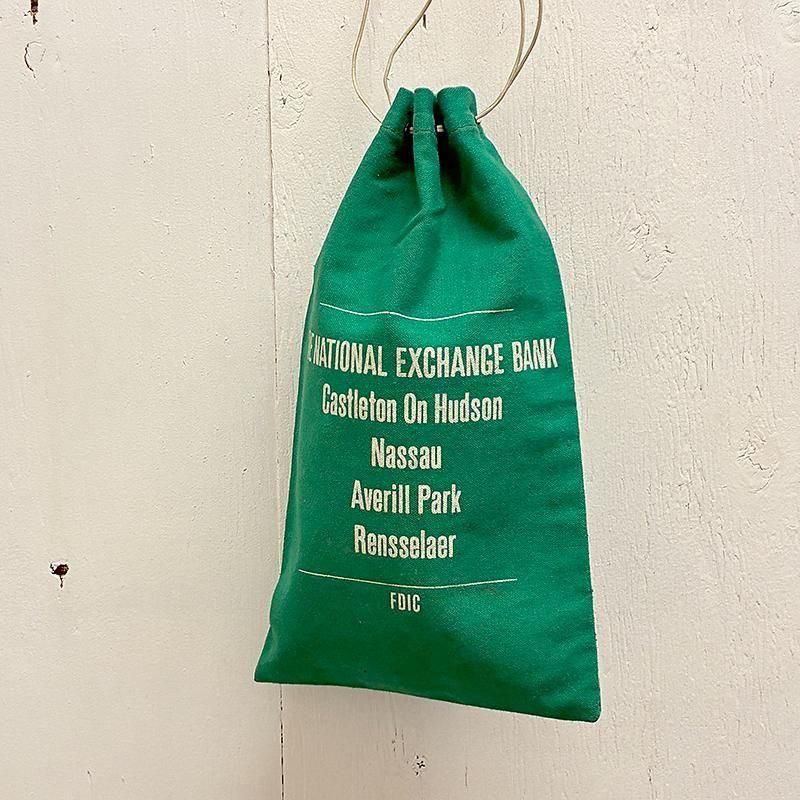 NATIONAL EXCHANGE BANK
Castleton On Hudson
Nassau
Averill Park
Rensselaer
FDIC